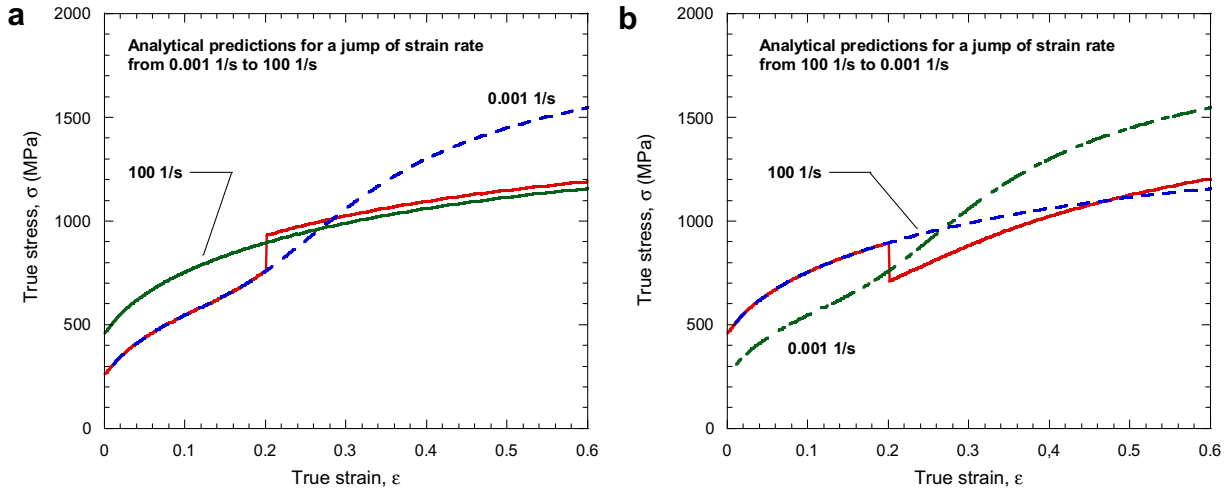 a
2000
1500
1000
500
0
True stress, σ (MPa)
Analytical predictions for a jump of strain rate
from 0.001 1/s to 100 1/s
0.001 1/s
100 1/s
0 0.1 0.2 0.3 0.4 0.5 0.6
True strain, ε
b
2000
1500
1000
500
0
True stress, σ (MPa)
Analytical predictions for a jump of strain rate
from 100 1/s to 0.001 1/s
100 1/s
0.001 1/s
0 0.1 0.2 0.3 0,4 0.5 0.6
True strain, ε